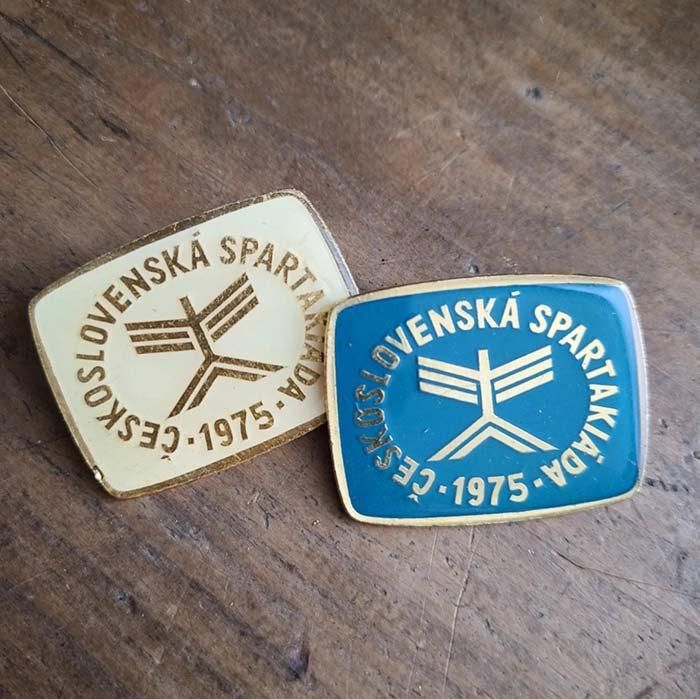 ČESKOSLOVENSKÁ SPARTAKIÁDA
· 1975 ·
ČESKOSLOVENSKÁ SPARTAKIÁDA
· 1975 ·